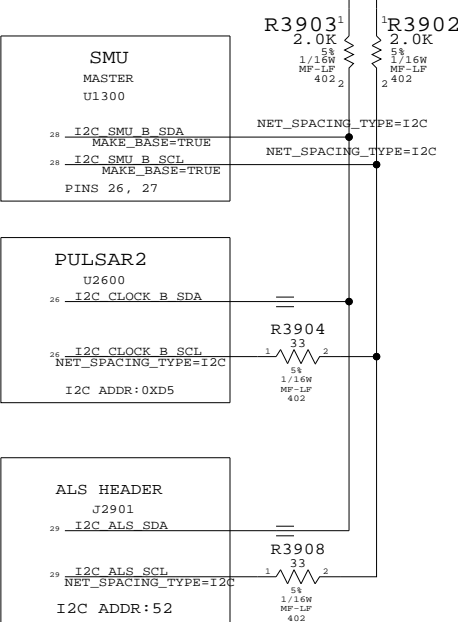 R3903
1
2.0K
5%
1/16W
MF-LF
402
2
1
R3902
2.0K
5%
1/16W
MF-LF
402
2
SMU
MASTER
U1300
28 I2C_SMU_B_SDA
MAKE_BASE=TRUE
NET_SPACING_TYPE=I2C
28 I2C_SMU_B_SCL
MAKE_BASE=TRUE
NET_SPACING_TYPE=I2C
PINS 26, 27
PULSAR2
U2600
26 I2C_CLOCK_B_SDA
26 I2C_CLOCK_B_SCL
NET_SPACING_TYPE=I2C
I2C ADDR:0XD5
R3904
1 33 2
5%
1/16W
MF-LF
402
ALS HEADER
J2901
29 I2C_ALS_SDA
29 I2C_ALS_SCL
NET_SPACING_TYPE=I2C
I2C ADDR:52
R3908
1 33 2
5%
1/16W
MF-LF
402